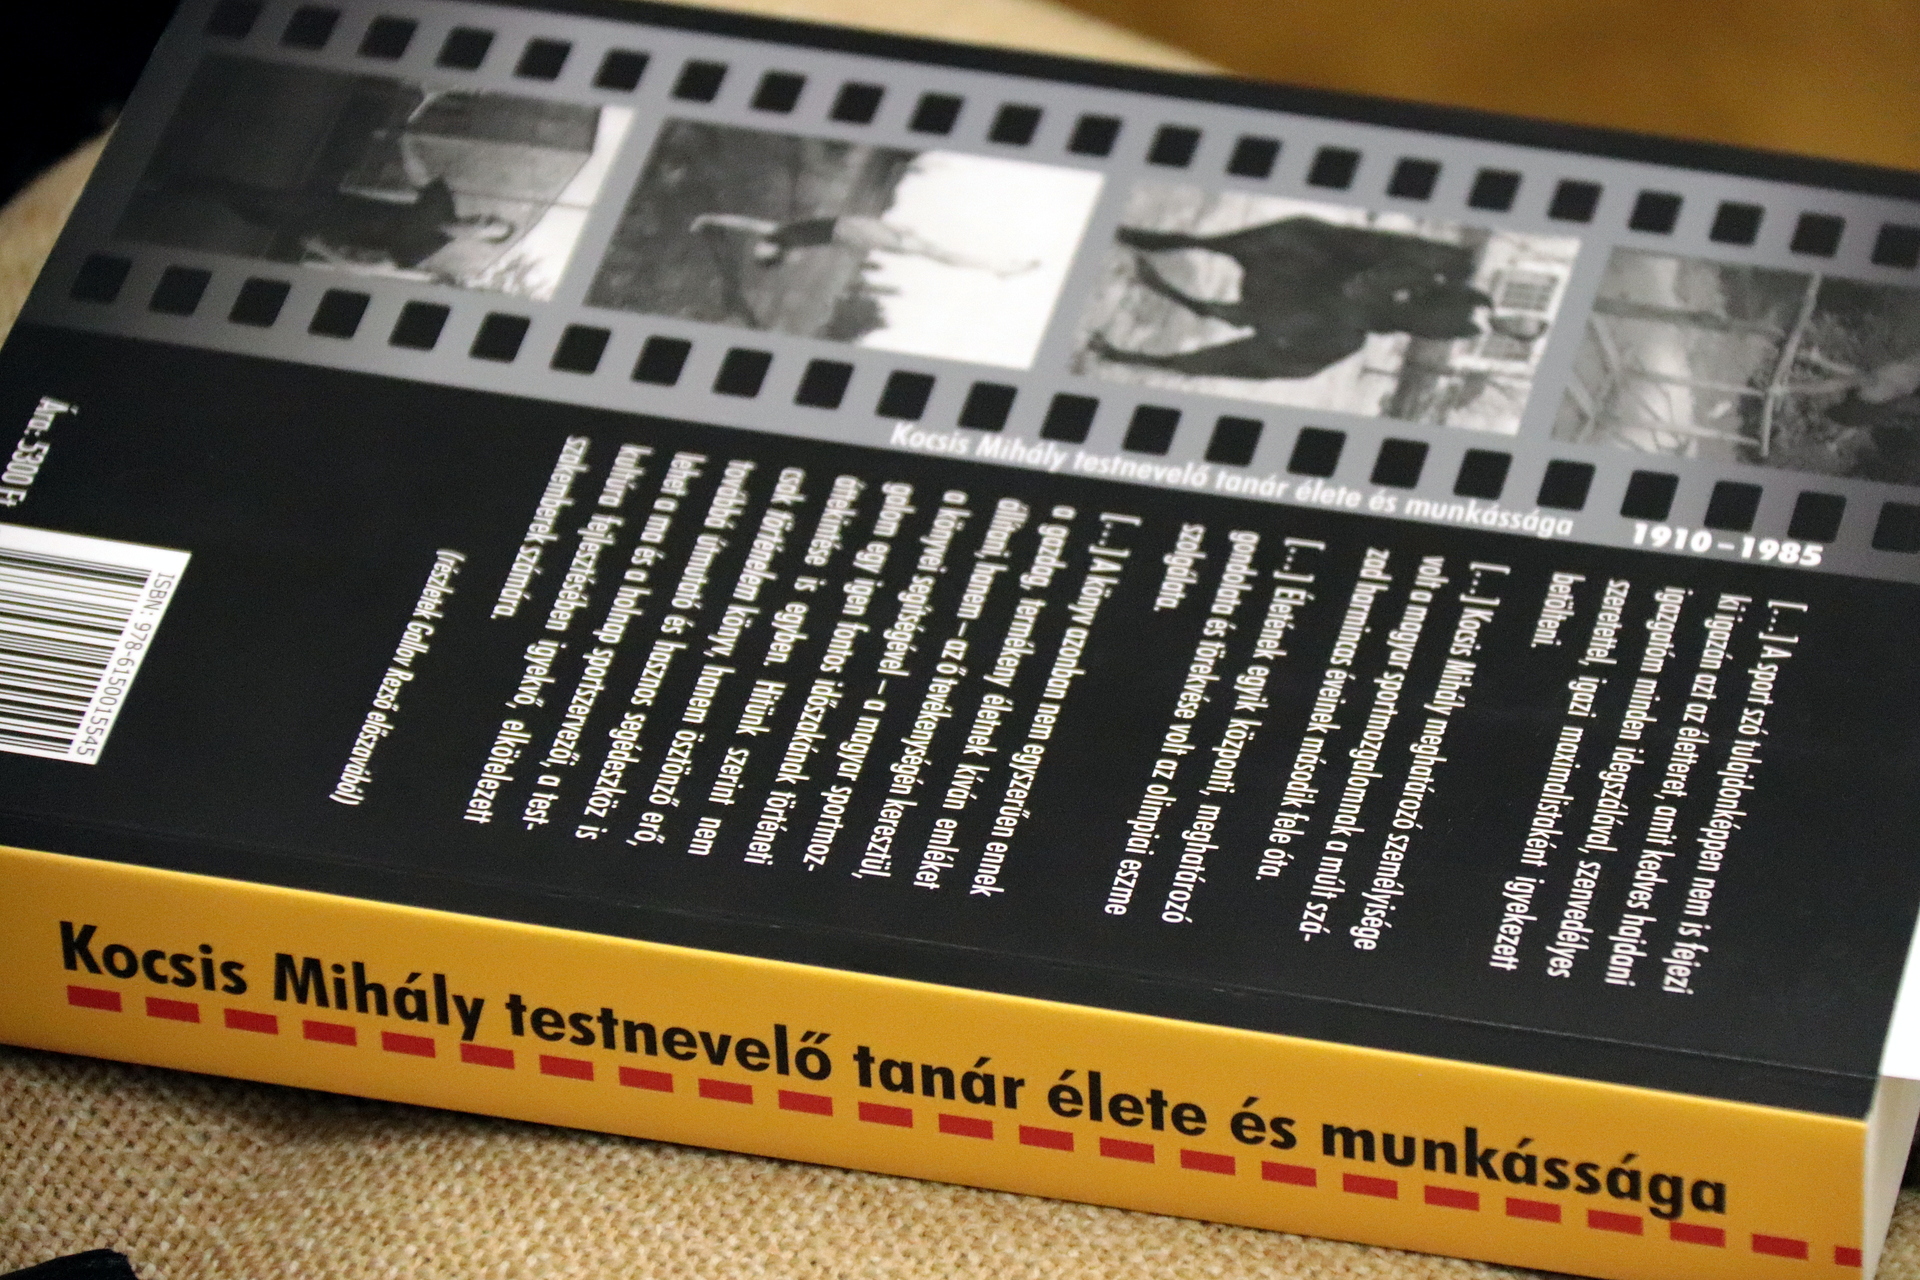 Kocsis Mihály testnevelő tanár élete és munkássága 1910–1985
[...] A sport szó tulajdonképpen nem is fejezi
ki igazán azt az életteret, amit kedves hajdani
igazgatóm minden idegszálával, szenvedélyes
szeretettel, igazi maximalistaként igyekezett
betölteni.
[...] Kocsis Mihály meghatározó személyisége
volt a magyar sportmozgalomnak a múlt szá-
zad harmincas éveinek második fele óta.
[...] Életének egyik központi, meghatározó
gondolata és törekvése volt az olimpiai eszme
szolgálata.
[...] A könyv azonban nem egyszerűen ennek
a gazdag, termékeny életnek kíván emléket
állítani, hanem – az ő tevékenységén keresztül,
a könyvei segítségével – a magyar sportmoz-
galom egy igen fontos időszakának történeti
áttekintése is egyben. Hitünk szerint nem
csak történelem könyv, hanem ösztönző erő,
további útmutató és hasznos segédeszköz is
lehet a ma és a holnap sportszervezői, a test-
kultúra fejlesztésében igyekvő, elkötelezett
szakemberek számára.
(részletek Gallov Rezső előszavából)
Ára: 5300 Ft
ISBN: 978-6150015545
Kocsis Mihály testnevelő tanár élete és munkássága